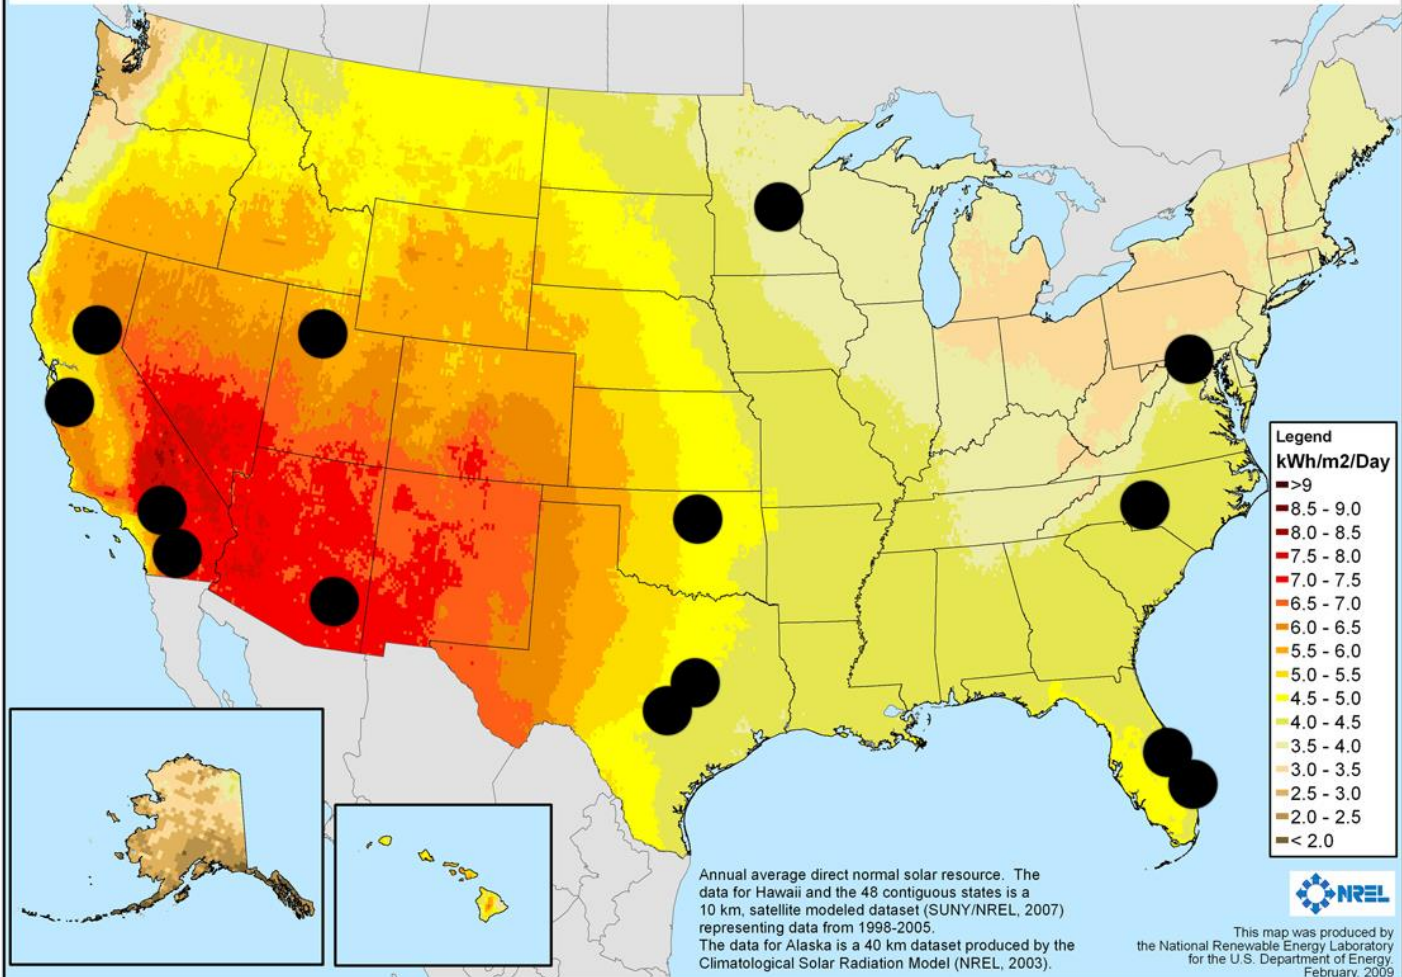 Legend
kWh/m2/Day
>9
8.5 - 9.0
8.0 - 8.5
7.5 - 8.0
7.0 - 7.5
6.5 - 7.0
6.0 - 6.5
5.5 - 6.0
5.0 - 5.5
4.5 - 5.0
4.0 - 4.5
3.5 - 4.0
3.0 - 3.5
2.5 - 3.0
2.0 - 2.5
< 2.0
Annual average direct normal solar resource. The
data for Hawaii and the 48 contiguous states is a
10 km, satellite modeled dataset (SUNY/NREL, 2007)
representing data from 1998-2005.
The data for Alaska is a 40 km dataset produced by the
Climatological Solar Radiation Model (NREL, 2003).
NREL
This map was produced by
the National Renewable Energy Laboratory
for the U.S. Department of Energy.
February, 2009